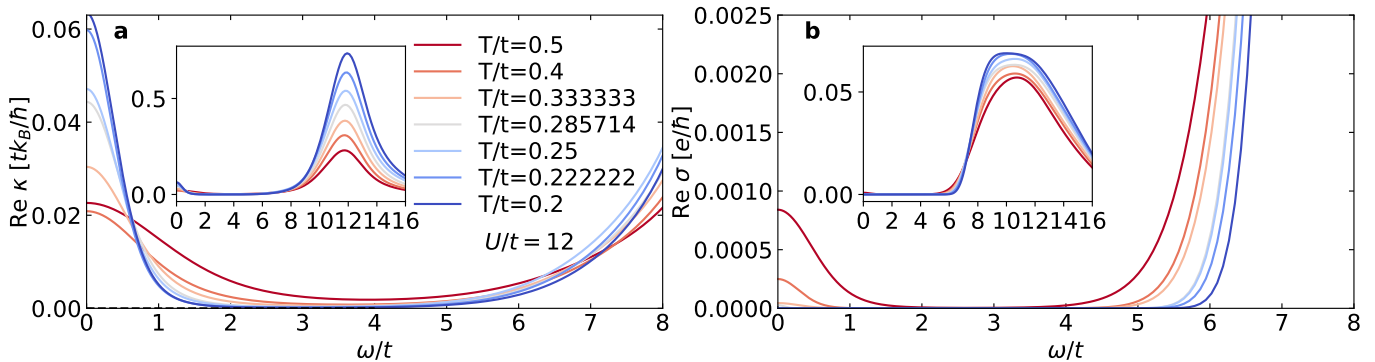 a
Re κ [tk_B/ħ]
0.06
0.04
0.02
0.00
0 1 2 3 4 5 6 7 8
ω/t
0.5
0.0
0 2 4 6 8 10 12 14 16
T/t=0.5
T/t=0.4
T/t=0.333333
T/t=0.285714
T/t=0.25
T/t=0.222222
T/t=0.2
U/t = 12
b
Re σ [e/ħ]
0.0025
0.0020
0.0015
0.0010
0.0005
0.0000
0 1 2 3 4 5 6 7 8
ω/t
0.05
0.00
0 2 4 6 8 10 12 14 16